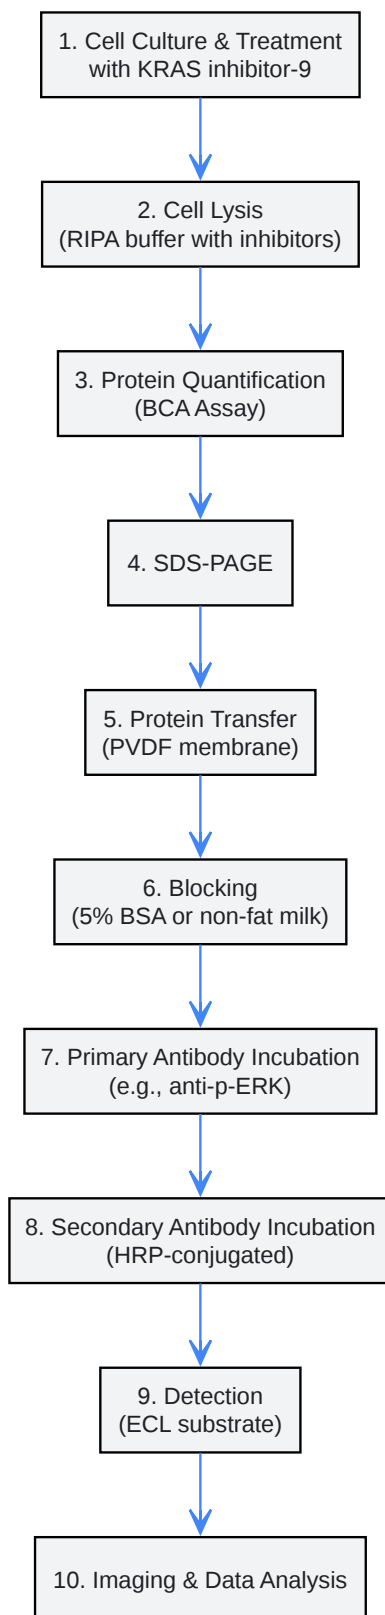 1. Cell Culture & Treatment
with KRAS inhibitor-9
2. Cell Lysis
(RIPA buffer with inhibitors)
3. Protein Quantification
(BCA Assay)
4. SDS-PAGE
5. Protein Transfer
(PVDF membrane)
6. Blocking
(5% BSA or non-fat milk)
7. Primary Antibody Incubation
(e.g., anti-p-ERK)
8. Secondary Antibody Incubation
(HRP-conjugated)
9. Detection
(ECL substrate)
10. Imaging & Data Analysis